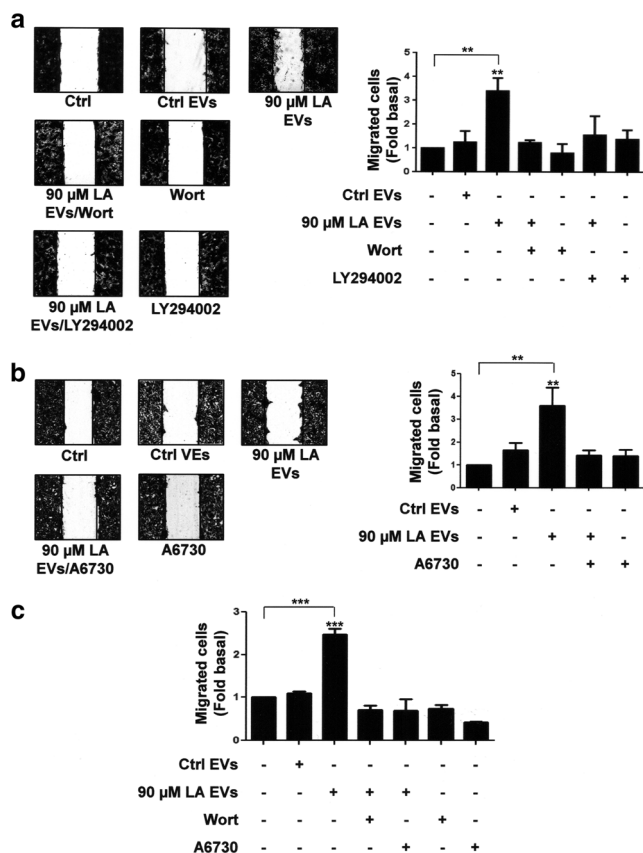 a
Ctrl
Ctrl EVs
90 µM LA
EVs
90 µM LA
EVs/Wort
Wort
90 µM LA
EVs/LY294002
LY294002
Migrated cells
(Fold basal)
5
4
3
2
1
0
**
**
Ctrl EVs - + - - - - -
90 µM LA EVs - - + + - + -
Wort - - - + + - -
LY294002 - - - - - + +
b
Ctrl
Ctrl VEs
90 µM LA
EVs
90 µM LA
EVs/A6730
A6730
Migrated cells
(Fold basal)
5
4
3
2
1
0
**
**
Ctrl EVs - + - - -
90 µM LA EVs - - + + -
A6730 - - - + +
c
Migrated cells
(Fold basal)
3
2
1
0
***
***
Ctrl EVs - + - - - - -
90 µM LA EVs - - + + + - -
Wort - - - + - + -
A6730 - - - - + - +